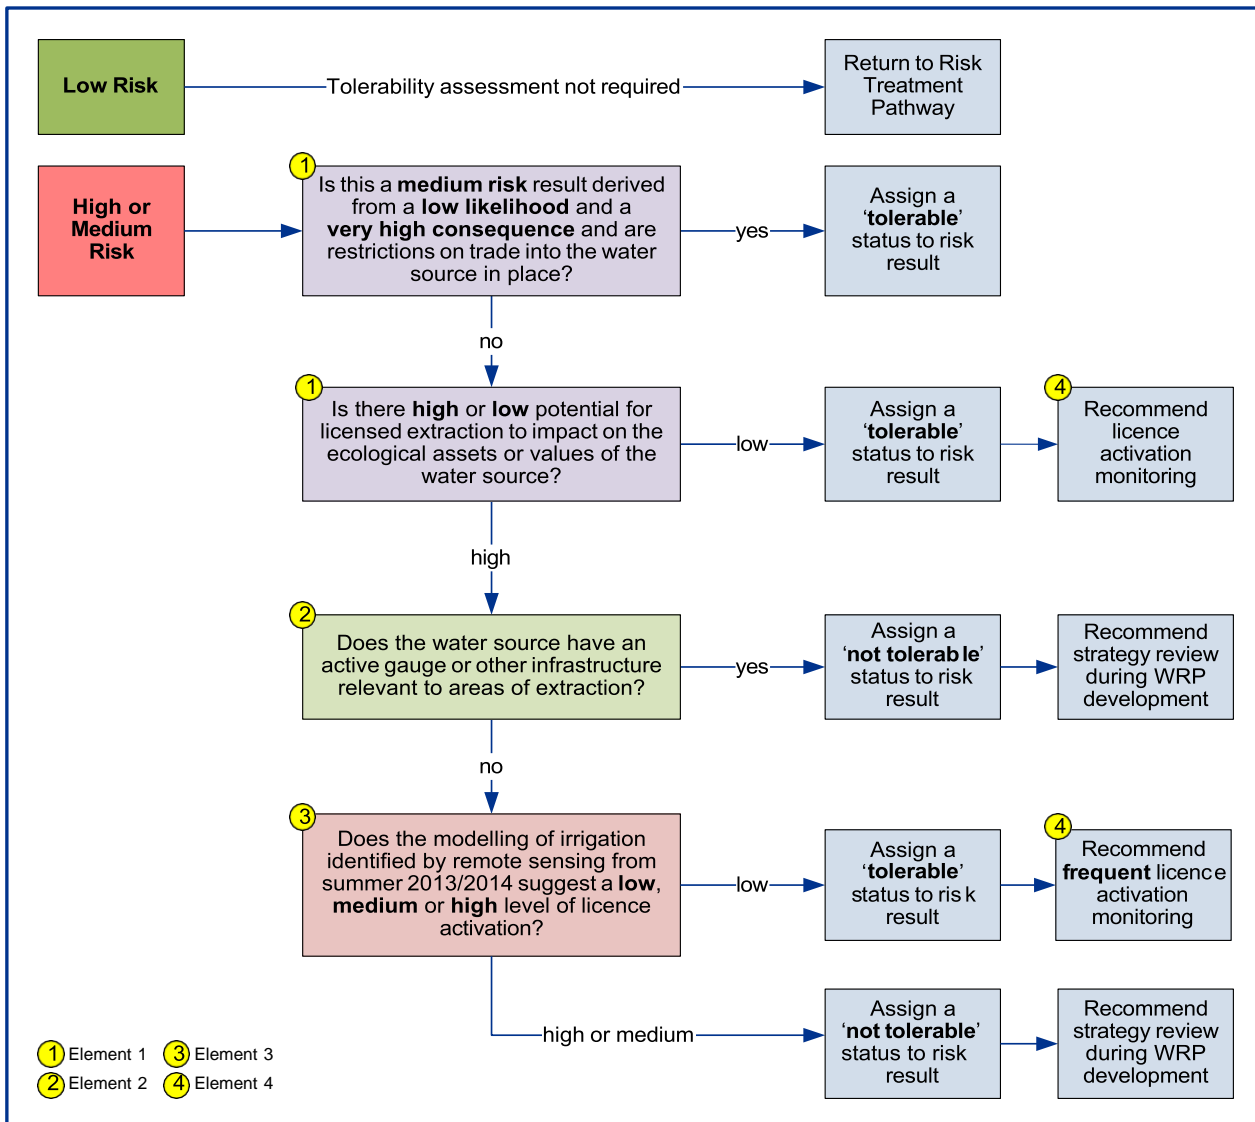 Low Risk
Tolerability assessment not required
Return to Risk
Treatment
Pathway
High or
Medium
Risk
1
Is this a medium risk result derived
from a low likelihood and a
very high consequence and are
restrictions on trade into the water
source in place?
yes
Assign a
‘tolerable’
status to risk
result
no
1
Is there high or low potential for
licensed extraction to impact on the
ecological assets or values of the
water source?
low
Assign a
‘tolerable’
status to risk
result
4
Recommend
licence
activation
monitoring
high
2
Does the water source have an
active gauge or other infrastructure
relevant to areas of extraction?
yes
Assign a
‘not tolerable’
status to risk
result
Recommend
strategy review
during WRP
development
no
3
Does the modelling of irrigation
identified by remote sensing from
summer 2013/2014 suggest a low,
medium or high level of licence
activation?
low
Assign a
‘tolerable’
status to risk
result
4
Recommend
frequent licence
activation
monitoring
high or medium
Assign a
‘not tolerable’
status to risk
result
Recommend
strategy review
during WRP
development
1 Element 1
3 Element 3
2 Element 2
4 Element 4